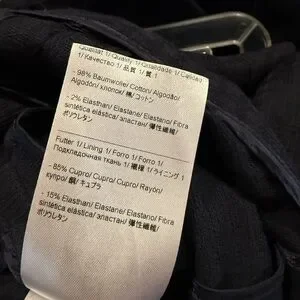 Qualität 1/ Quality 1/ Qualidade 1/ Calidad
1/ Качество 1/ 品質 1/ 質 1
- 98% Baumwolle/ Cotton/ Algodão/
Algodón/ хлопок/ 棉/ コットン
- 2% Elasthan/ Elastane/ Elastano/ Fibra
sintética elástica/ эластан/ 彈性纖維/
ポリウレタン
Futter 1/ Lining 1/ Forro 1/ Forro 1/
Подкладочная ткань 1/ 襯裡 1/ ライニング 1
- 85% Cupro/ Cupro/ Cupro/ Rayón/
купро/ 銅/ キュプラ
- 15% Elasthan/ Elastane/ Elastano/ Fibra
sintética elástica/ эластан/ 彈性纖維/
ポリウレタン